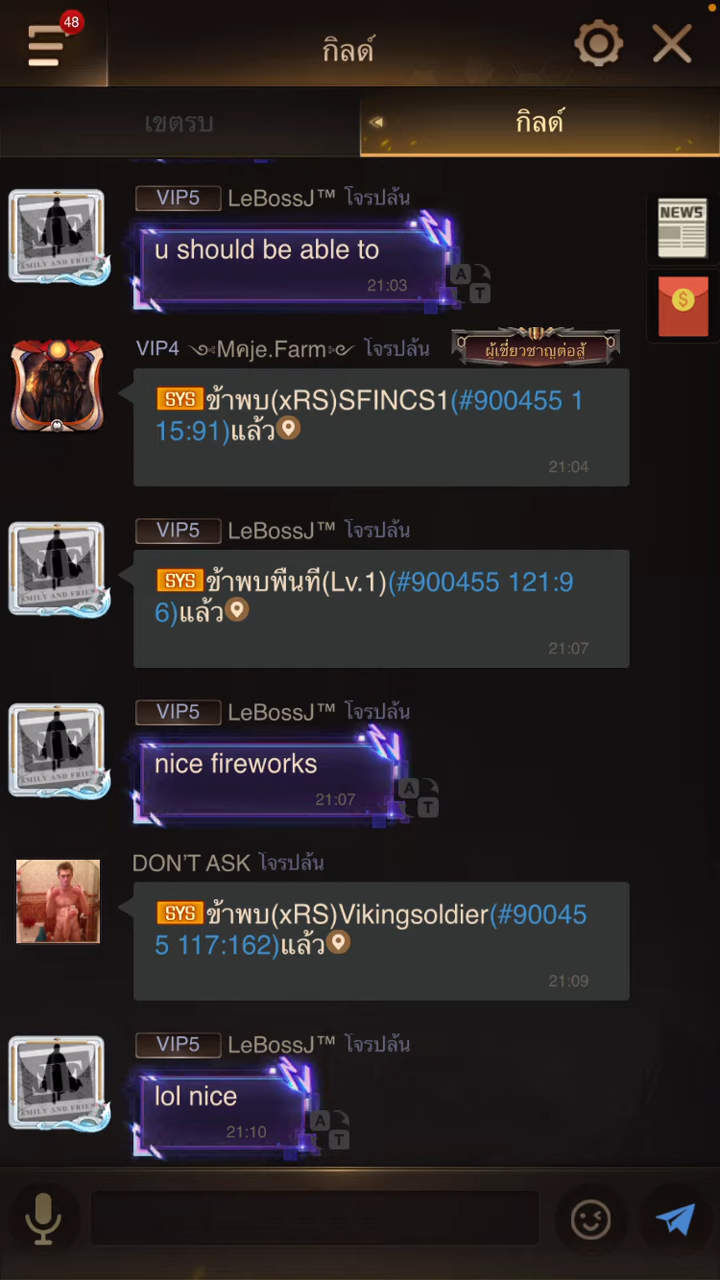 48
กิลด์
เขตรบ
กิลด์
VIP5 LeBossJ™ โจรปล้น
u should be able to
21:03
NEWS
VIP4 ࿐Mคje.Farm࿐ โจรปล้น
ผู้เชี่ยวชาญต่อสู้
SYS ข้าพบ(xRS)SFINCS1(#900455 1
15:91)แล้ว
21:04
VIP5 LeBossJ™ โจรปล้น
SYS ข้าพบพื้นที่(Lv.1)(#900455 121:9
6)แล้ว
21:07
VIP5 LeBossJ™ โจรปล้น
nice fireworks
21:07
DON'T ASK โจรปล้น
SYS ข้าพบ(xRS)Vikingsoldier(#90045
5 117:162)แล้ว
21:09
VIP5 LeBossJ™ โจรปล้น
lol nice
21:10